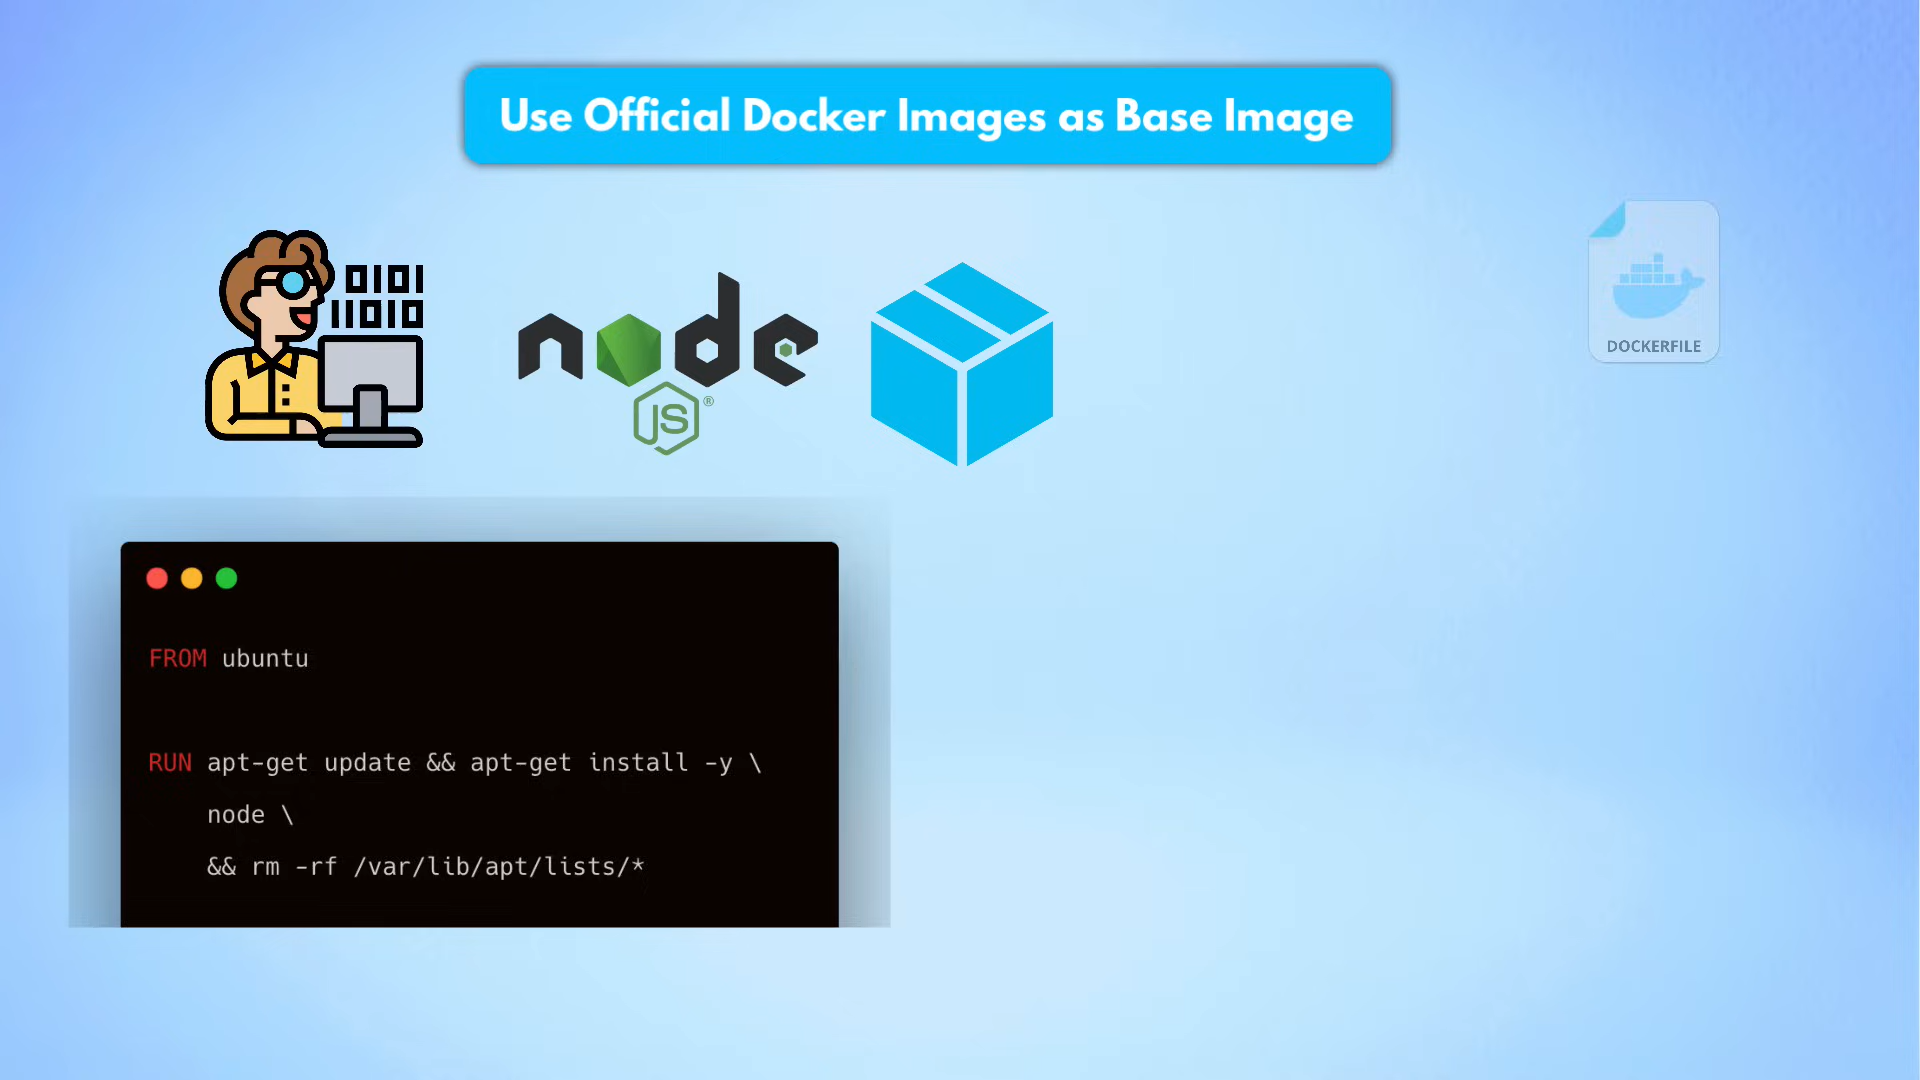 Use Official Docker Images as Base Image
0101
11010
node
JS®
DOCKERFILE
FROM ubuntu
RUN apt-get update && apt-get install -y \
node \
&& rm -rf /var/lib/apt/lists/*